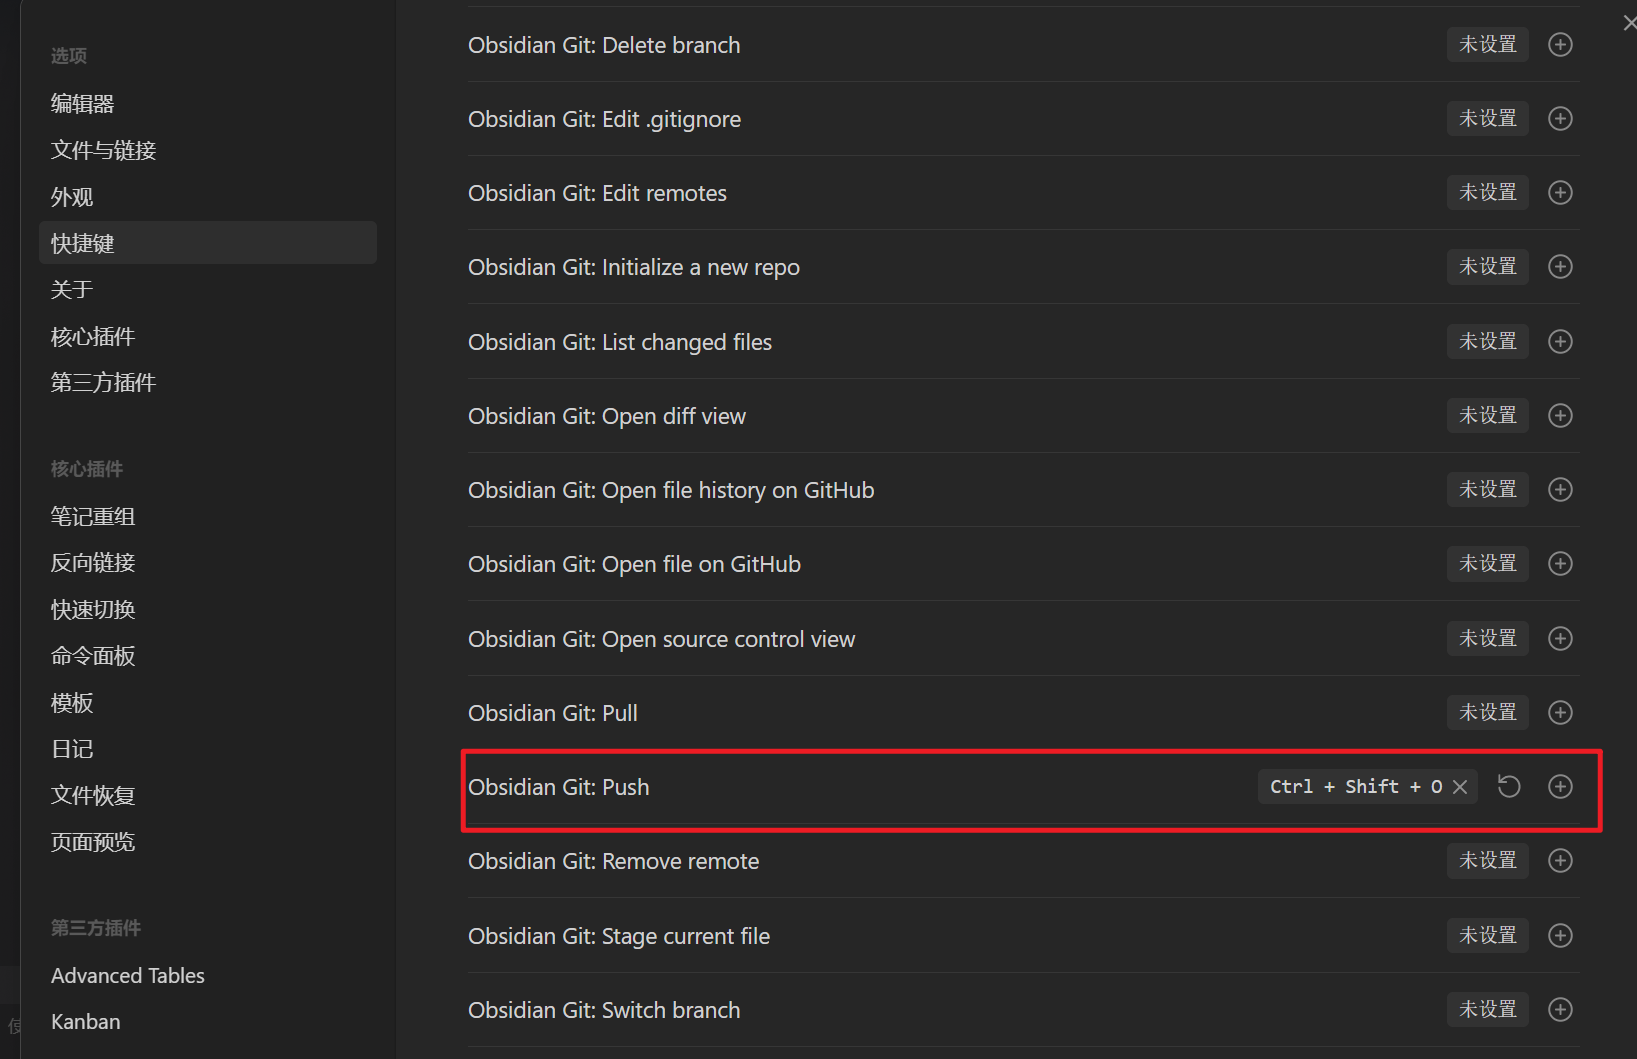 选项
编辑器
文件与链接
外观
快捷键
关于
核心插件
第三方插件
核心插件
笔记重组
反向链接
快速切换
命令面板
模板
日记
文件恢复
页面预览
第三方插件
Advanced Tables
Kanban
Obsidian Git: Delete branch 未设置
Obsidian Git: Edit .gitignore 未设置
Obsidian Git: Edit remotes 未设置
Obsidian Git: Initialize a new repo 未设置
Obsidian Git: List changed files 未设置
Obsidian Git: Open diff view 未设置
Obsidian Git: Open file history on GitHub 未设置
Obsidian Git: Open file on GitHub 未设置
Obsidian Git: Open source control view 未设置
Obsidian Git: Pull 未设置
Obsidian Git: Push Ctrl + Shift + O
Obsidian Git: Remove remote 未设置
Obsidian Git: Stage current file 未设置
Obsidian Git: Switch branch 未设置